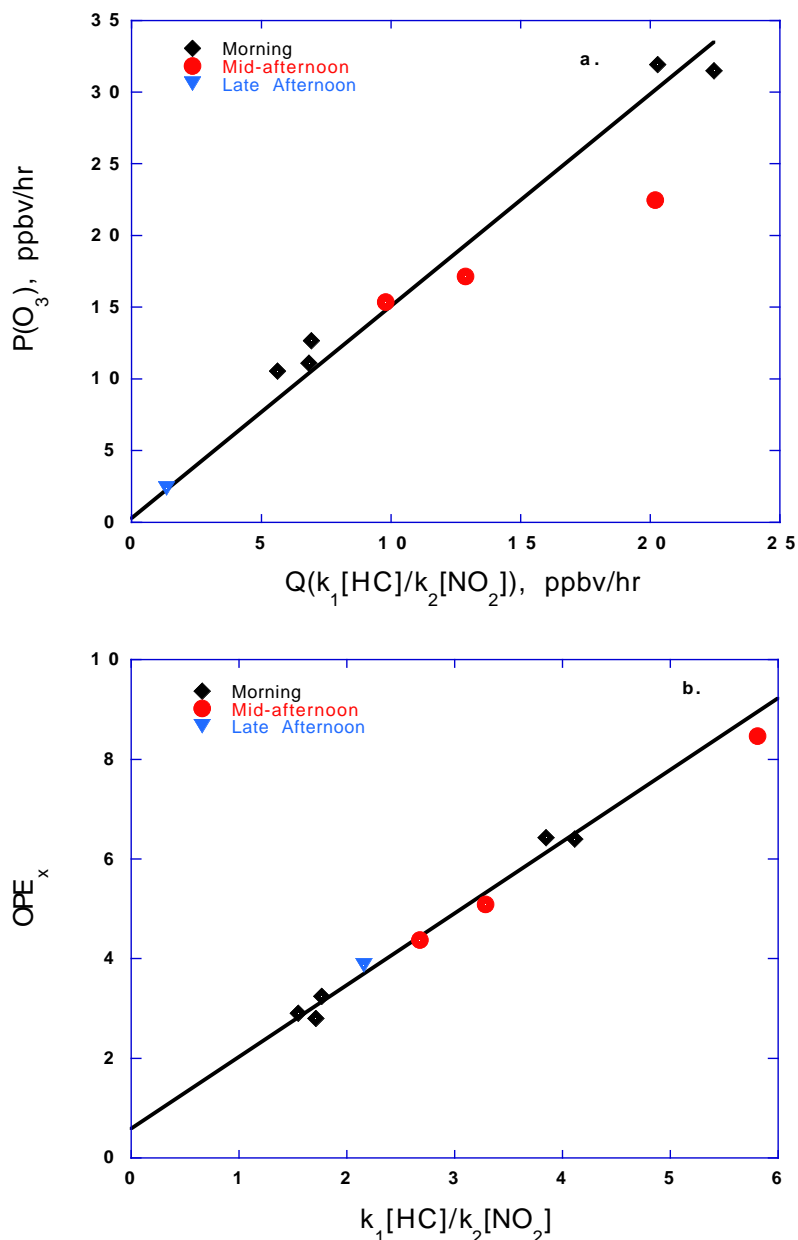 35
30
25
20
15
10
5
0
P(O3), ppbv/hr
Morning
Mid-afternoon
Late Afternoon
a.
0 5 10 15 20 25
Q(k1[HC]/k2[NO2]), ppbv/hr
10
8
6
4
2
0
OPEx
Morning
Mid-afternoon
Late Afternoon
b.
0 1 2 3 4 5 6
k1[HC]/k2[NO2]